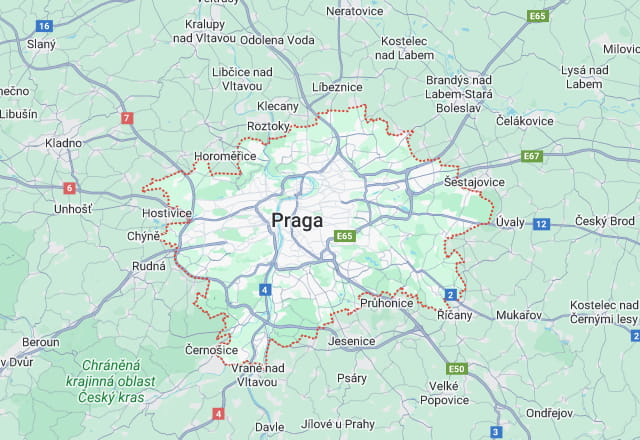 Neratovice
16
E65
Slaný
Kralupy
nad Vltavou
Odolena Voda
Kostelec
nad Labem
Milovic
Libčice nad
Vltavou
Líbeznice
Brandýs nad
Labem-Stará
Boleslav
Lysá nad
Labem
nečno
Libušín
Klecany
7
Roztoky
Čelákovice
Kladno
Horoměřice
E67
6
Šestajovice
Unhošť
Hostivice
Praga
Úvaly
12
Český Brod
Chýně
E65
Rudná
4
2
Průhonice
Říčany
Mukařov
Kostelec nad
Černými lesy
Beroun
v Dvůr
Černošice
Jesenice
2
Chráněná
krajinná oblast
Český kras
Vrané nad
Vltavou
E50
Psáry
Velké
Popovice
4
Davle
Jílové u Prahy
3
Ondřejov